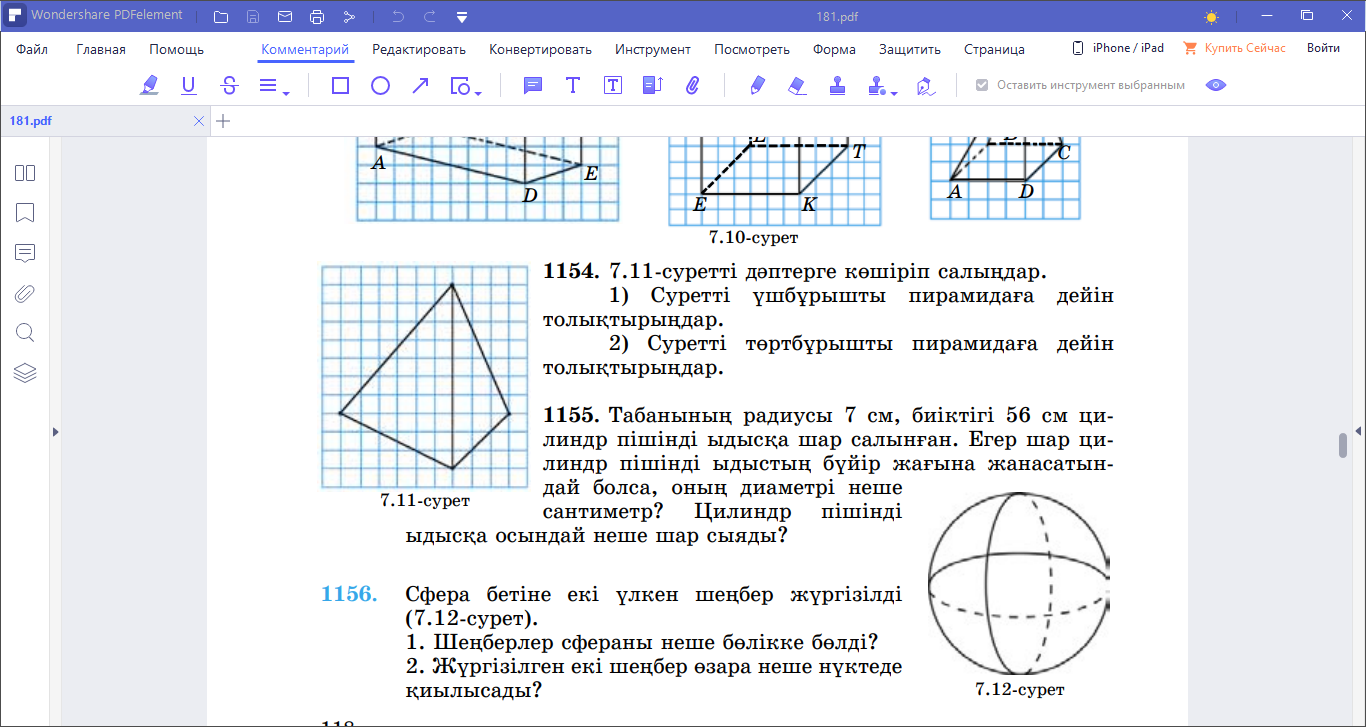 Wondershare PDFelement
181.pdf
Файл Главная Помощь Комментарий Редактировать Конвертировать Инструмент Посмотреть Форма Защитить Страница iPhone / iPad Купить Сейчас Войти
Оставить инструмент выбранным
181.pdf
A D E
E K T
A D C
7.10-сурет
1154. 7.11-суретті дәптерге көшіріп салыңдар.
1) Суретті үшбұрышты пирамидаға дейін
толықтырыңдар.
2) Суретті төртбұрышты пирамидаға дейін
толықтырыңдар.
7.11-сурет
1155. Табанының радиусы 7 см, биіктігі 56 см ци-
линдр пішінді ыдысқа шар салынған. Егер шар ци-
линдр пішінді ыдыстың бүйір жағына жанасатын-
дай болса, оның диаметрі неше
сантиметр? Цилиндр пішінді
ыдысқа осындай неше шар сыяды?
1156. Сфера бетіне екі үлкен шеңбер жүргізілді
(7.12-сурет).
1. Шеңберлер сфераны неше бөлікке бөлді?
2. Жүргізілген екі шеңбер өзара неше нүктеде
қиылысады?
7.12-сурет